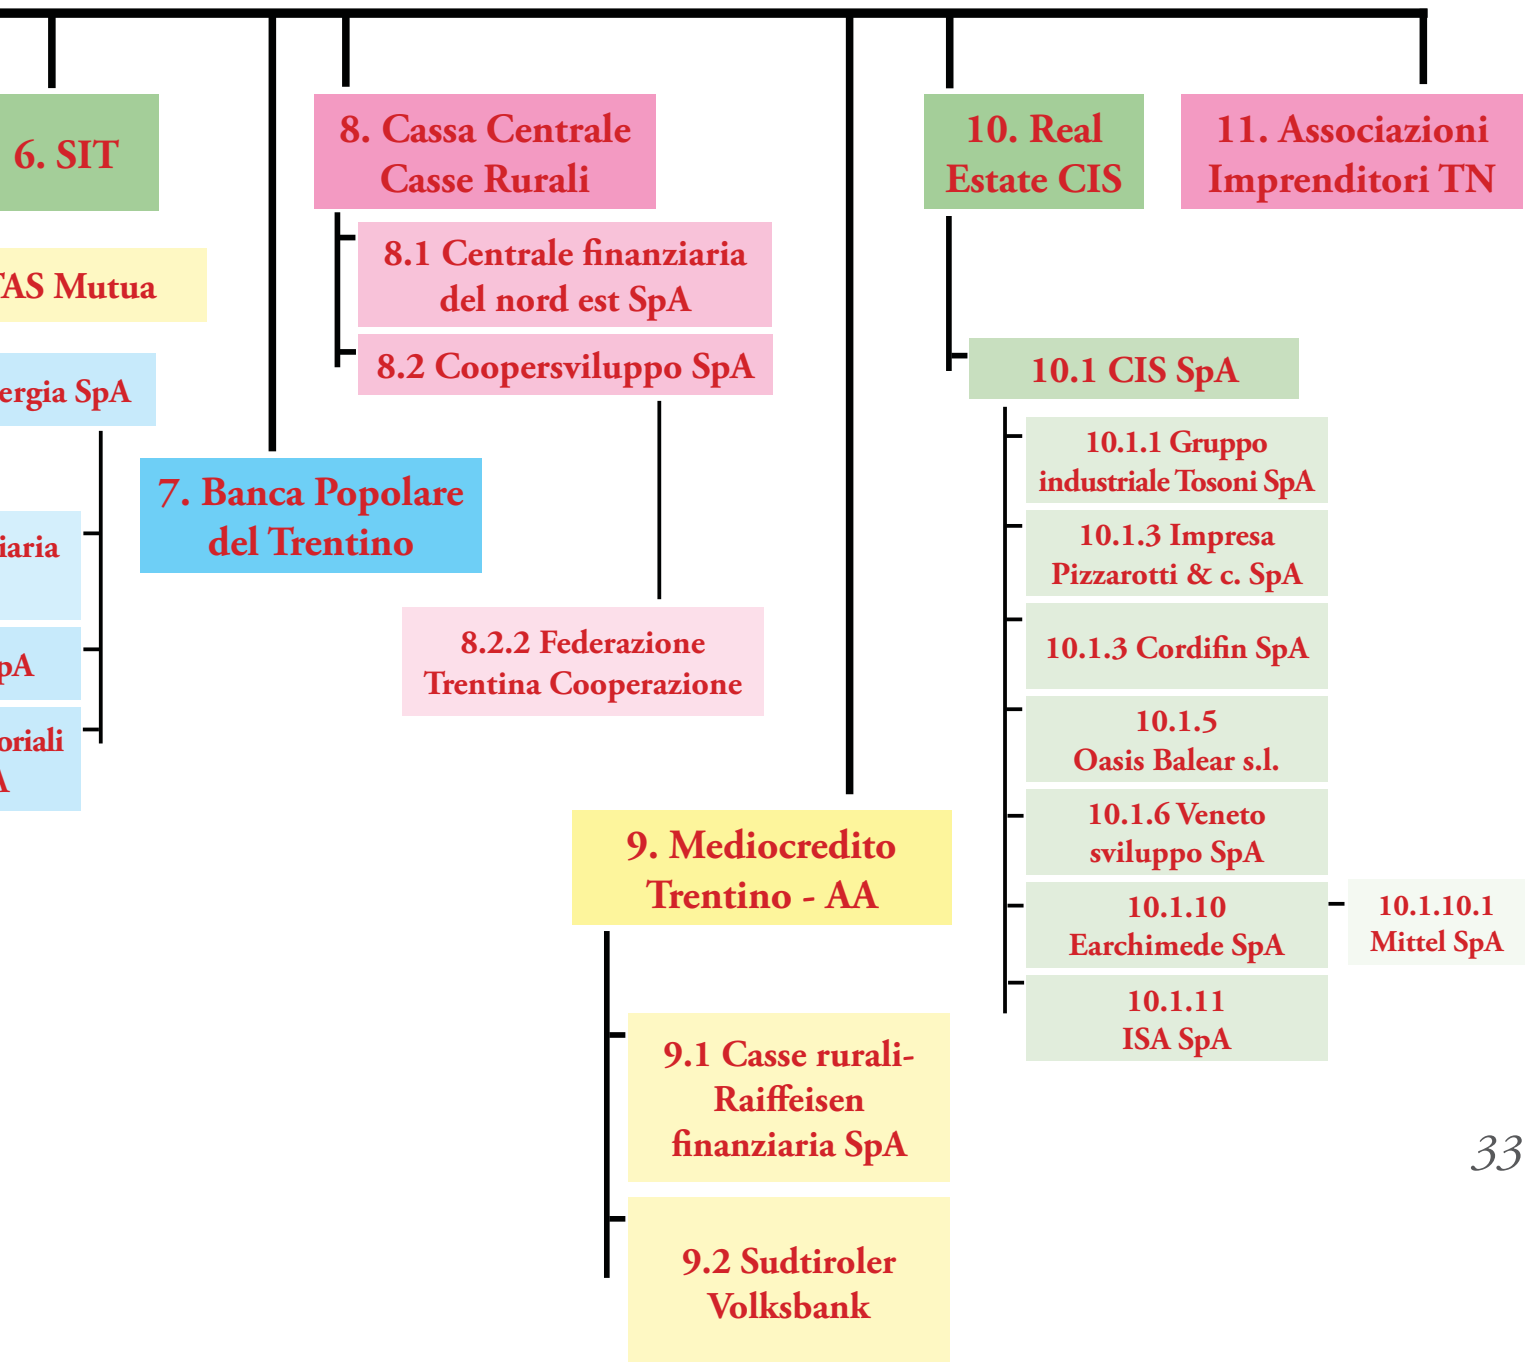 6. SIT
8. Cassa Centrale
Casse Rurali
10. Real
Estate CIS
11. Associazioni
Imprenditori TN
8.1 Centrale finanziaria
del nord est SpA
TAS Mutua
8.2 Coopersviluppo SpA
10.1 CIS SpA
ergia SpA
10.1.1 Gruppo
industriale Tosoni SpA
7. Banca Popolare
del Trentino
iaria
10.1.3 Impresa
Pizzarotti & c. SpA
8.2.2 Federazione
Trentina Cooperazione
10.1.3 Cordifin SpA
pA
oriali
A
10.1.5
Oasis Balear s.l.
9. Mediocredito
Trentino - AA
10.1.6 Veneto
sviluppo SpA
10.1.10
Earchimede SpA
10.1.10.1
Mittel SpA
10.1.11
ISA SpA
9.1 Casse rurali-
Raiffeisen
finanziaria SpA
33
9.2 Sudtiroler
Volksbank